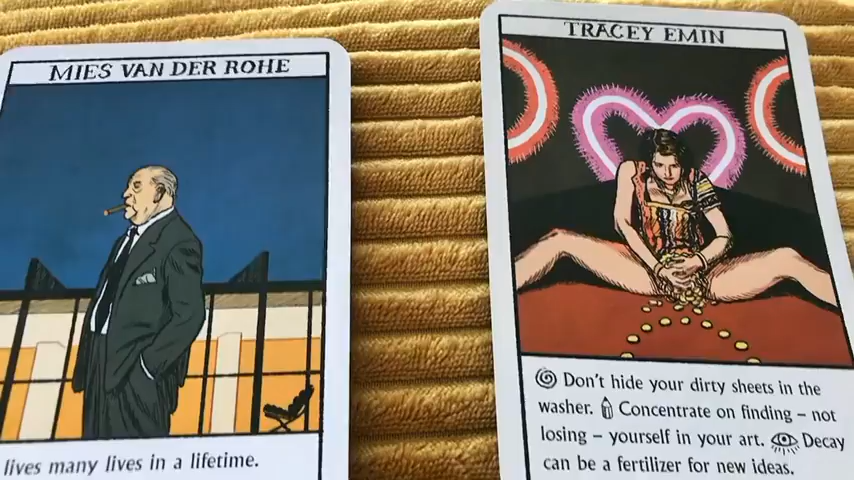 MIES VAN DER ROHE
lives many lives in a lifetime.
TRACEY EMIN
Don't hide your dirty sheets in the
washer. Concentrate on finding – not
losing – yourself in your art. Decay
can be a fertilizer for new ideas.